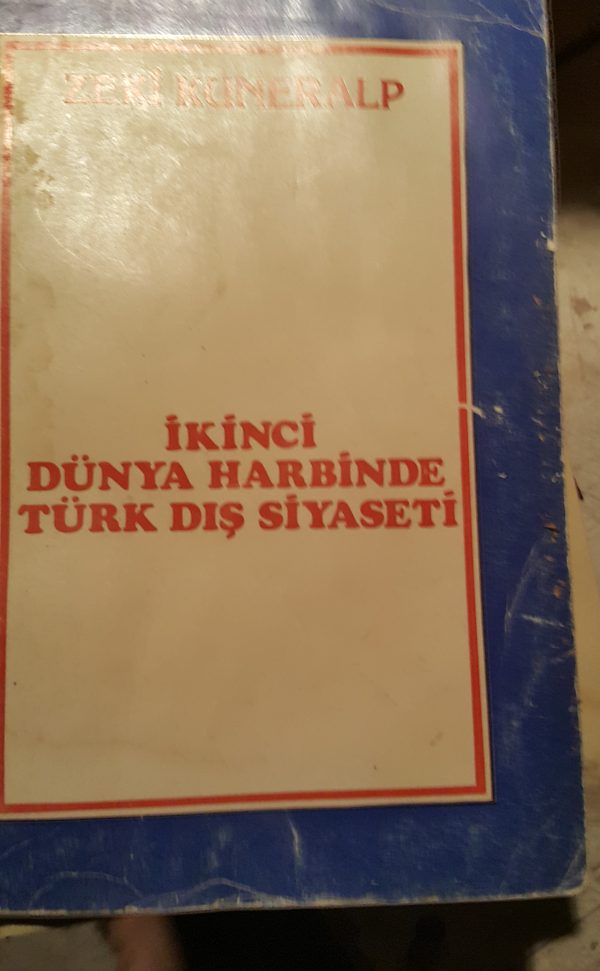 ZEKİ KUNERALP
İKİNCİ
DÜNYA HARBİNDE
TÜRK DIŞ SİYASETİ